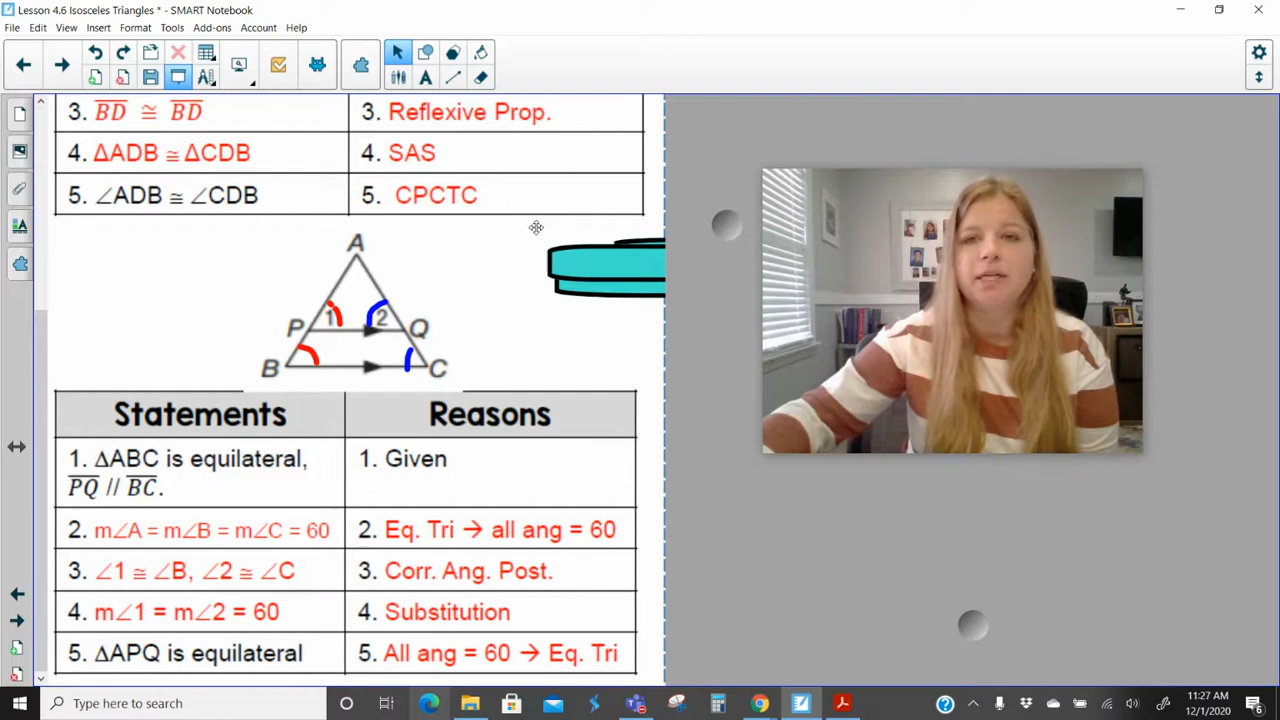 Lesson 4.6 Isosceles Triangles * - SMART Notebook
File Edit View Insert Format Tools Add-ons Account Help
3. BD ≅ BD 3. Reflexive Prop.
4. ΔADB ≅ ΔCDB 4. SAS
5. ∠ADB ≅ ∠CDB 5. CPCTC
A
1 2
P Q
B C
Statements Reasons
1. ΔABC is equilateral, 1. Given
PQ // BC.
2. m∠A = m∠B = m∠C = 60 2. Eq. Tri → all ang = 60
3. ∠1 ≅ ∠B, ∠2 ≅ ∠C 3. Corr. Ang. Post.
4. m∠1 = m∠2 = 60 4. Substitution
5. ΔAPQ is equilateral 5. All ang = 60 → Eq. Tri
Type here to search
11:27 AM
12/1/2020
6